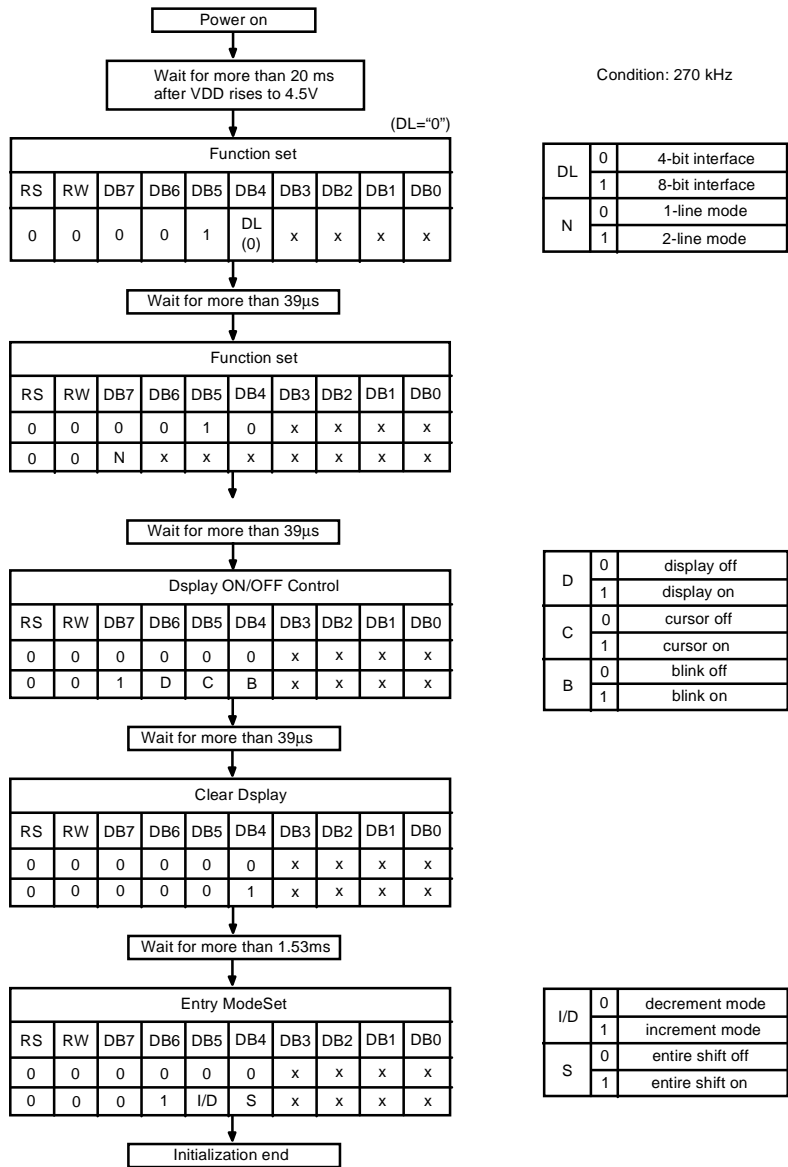 Power on
Wait for more than 20 ms
after VDD rises to 4.5V
Condition: 270 kHz
(DL="0")
Function set
RS RW DB7 DB6 DB5 DB4 DB3 DB2 DB1 DB0
0 0 0 0 1 DL (0) x x x x
DL 0 4-bit interface
1 8-bit interface
N 0 1-line mode
1 2-line mode
Wait for more than 39μs
Function set
RS RW DB7 DB6 DB5 DB4 DB3 DB2 DB1 DB0
0 0 0 0 1 0 x x x x
0 0 N x x x x x x x
Wait for more than 39μs
Dsplay ON/OFF Control
RS RW DB7 DB6 DB5 DB4 DB3 DB2 DB1 DB0
0 0 0 0 0 0 x x x x
0 0 1 D C B x x x x
D 0 display off
1 display on
C 0 cursor off
1 cursor on
B 0 blink off
1 blink on
Wait for more than 39μs
Clear Dsplay
RS RW DB7 DB6 DB5 DB4 DB3 DB2 DB1 DB0
0 0 0 0 0 0 x x x x
0 0 0 0 0 1 x x x x
Wait for more than 1.53ms
Entry ModeSet
RS RW DB7 DB6 DB5 DB4 DB3 DB2 DB1 DB0
0 0 0 0 0 0 x x x x
0 0 0 1 I/D S x x x x
I/D 0 decrement mode
1 increment mode
S 0 entire shift off
1 entire shift on
Initialization end